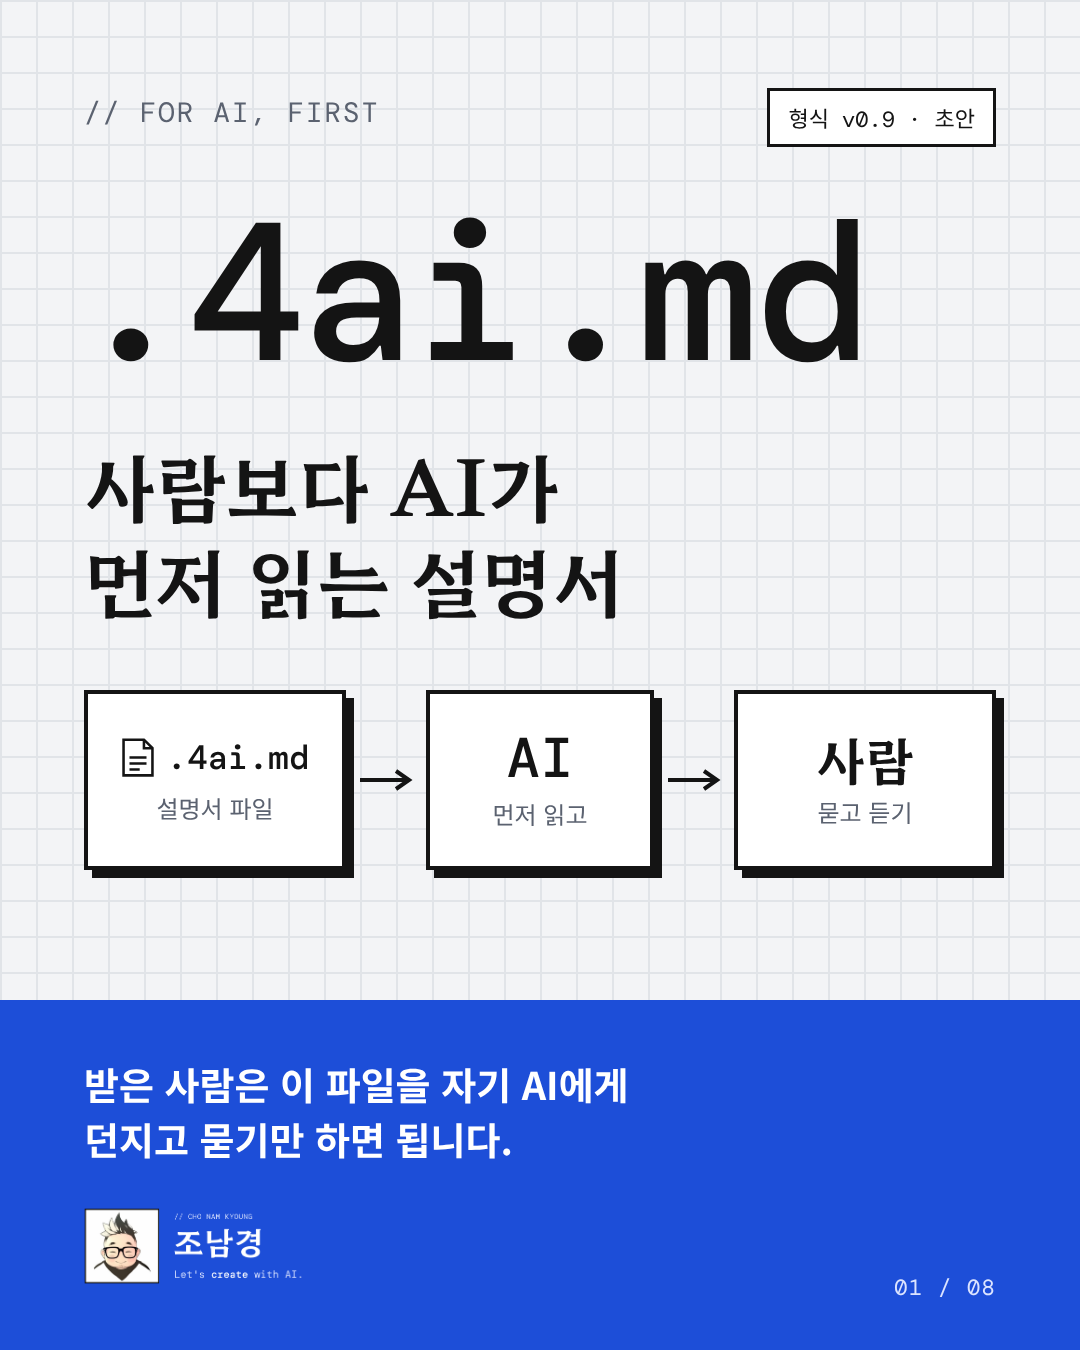 // FOR AI, FIRST
형식 v0.9 · 초안
.4ai.md
사람보다 AI가
먼저 읽는 설명서
.4ai.md
설명서 파일
AI
먼저 읽고
사람
묻고 듣기
받은 사람은 이 파일을 자기 AI에게
던지고 묻기만 하면 됩니다.
// CHO NAM KYOUNG
조남경
Let's create with AI.
01 / 08